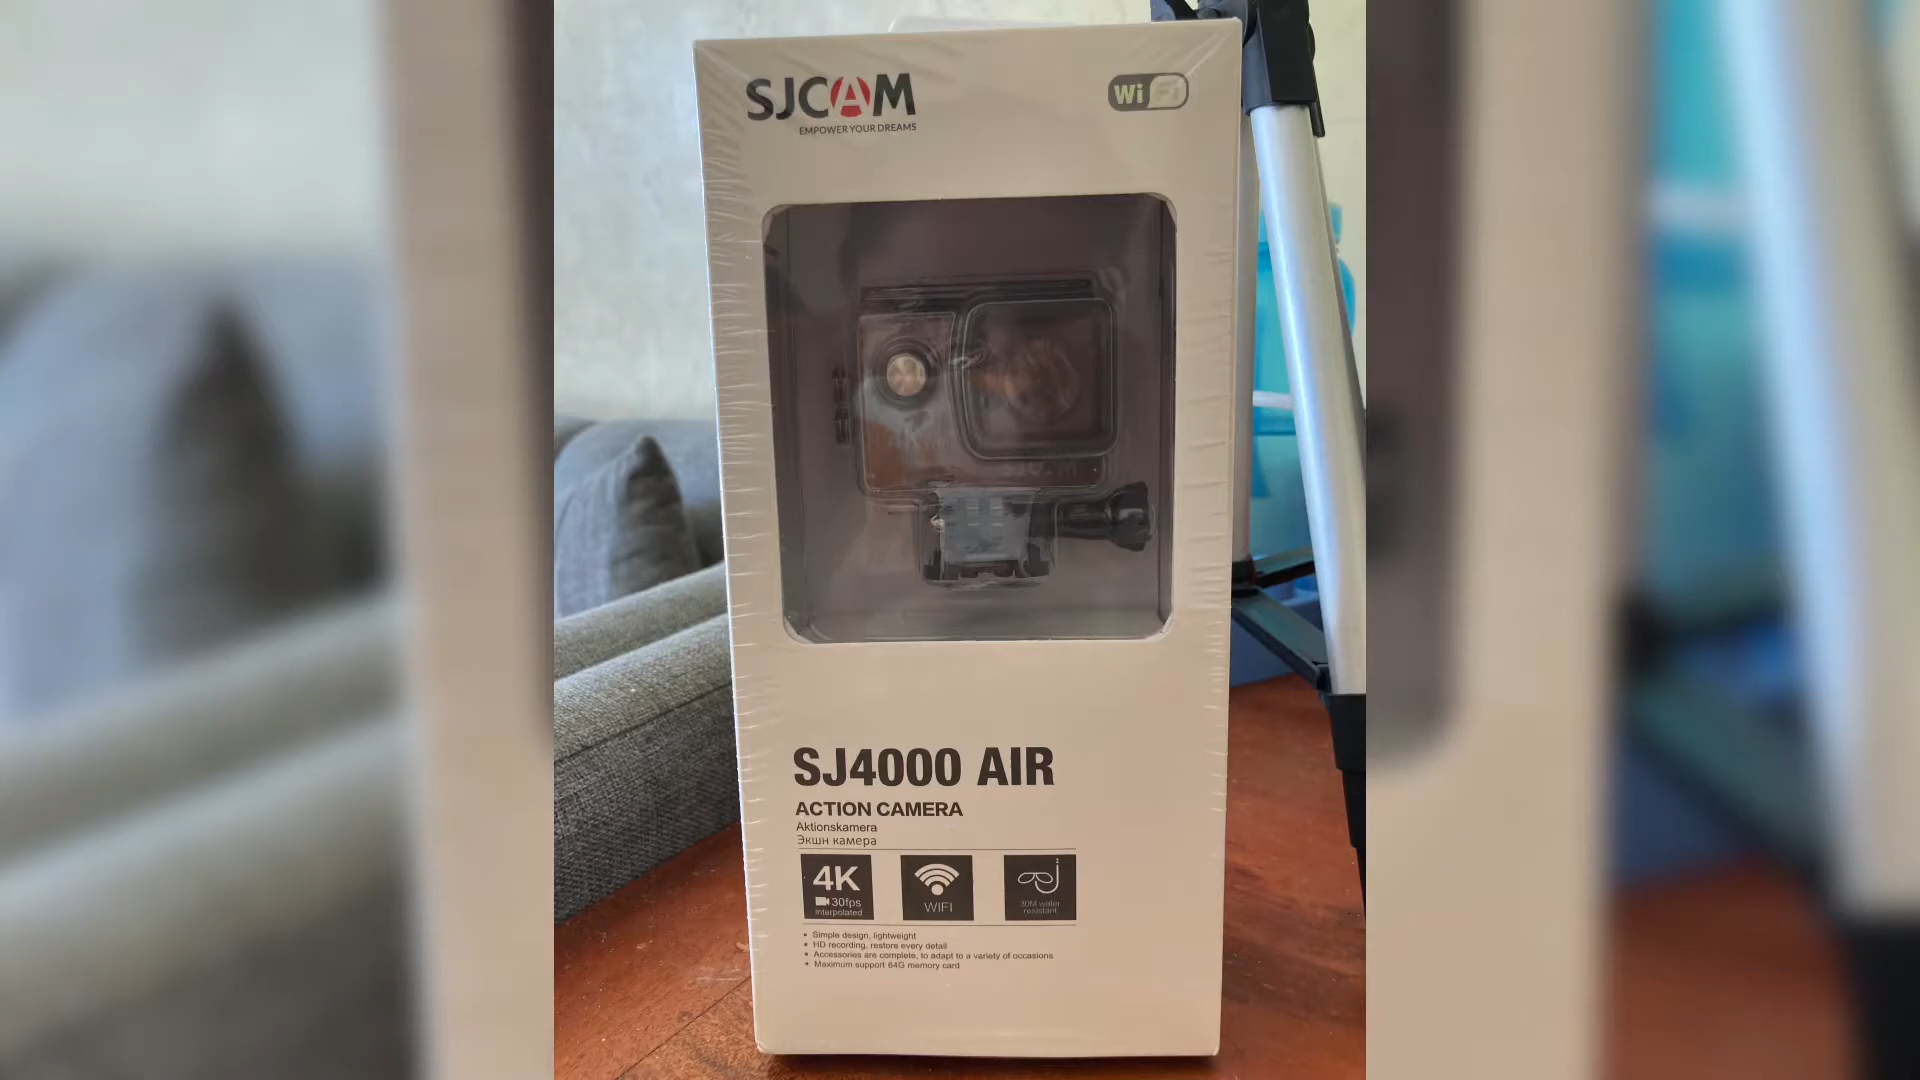 SJCAM
EMPOWER YOUR DREAMS
WiFi
SJCAM
SJ4000 AIR
ACTION CAMERA
Aktionskamera
Экшн камера
4K
30fps
interpolated
WIFI
30M water
resistant
• Simple design, lightweight
• HD recording, restore every detail
• Accessories are complete, to adapt to a variety of occasions
• Maximum support 64G memory card